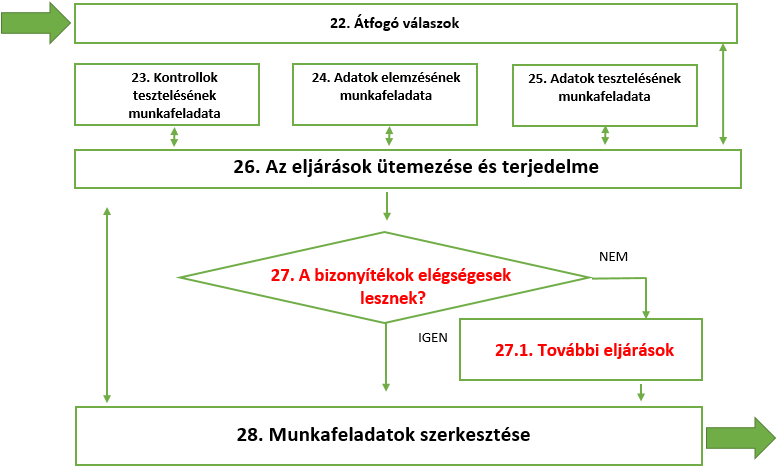 22. Átfogó válaszok
23. Kontrollok
tesztelésének
munkafeladata
24. Adatok elemzésének
munkafeladata
25. Adatok tesztelésének
munkafeladata
26. Az eljárások ütemezése és terjedelme
27. A bizonyítékok elégségesek
lesznek?
NEM
IGEN
27.1. További eljárások
28. Munkafeladatok szerkesztése